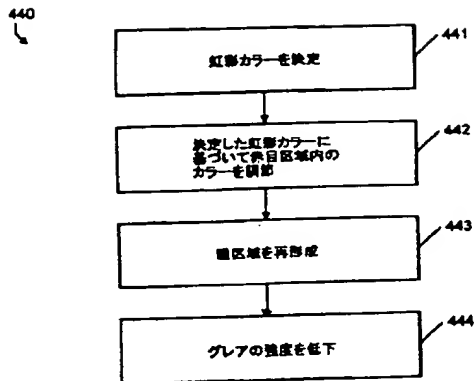 440
虹彩カラーを決定
441
決定した虹彩カラーに
基づいて赤目区域内の
カラーを調節
442
瞳区域を再形成
443
グレアの強度を低下
444